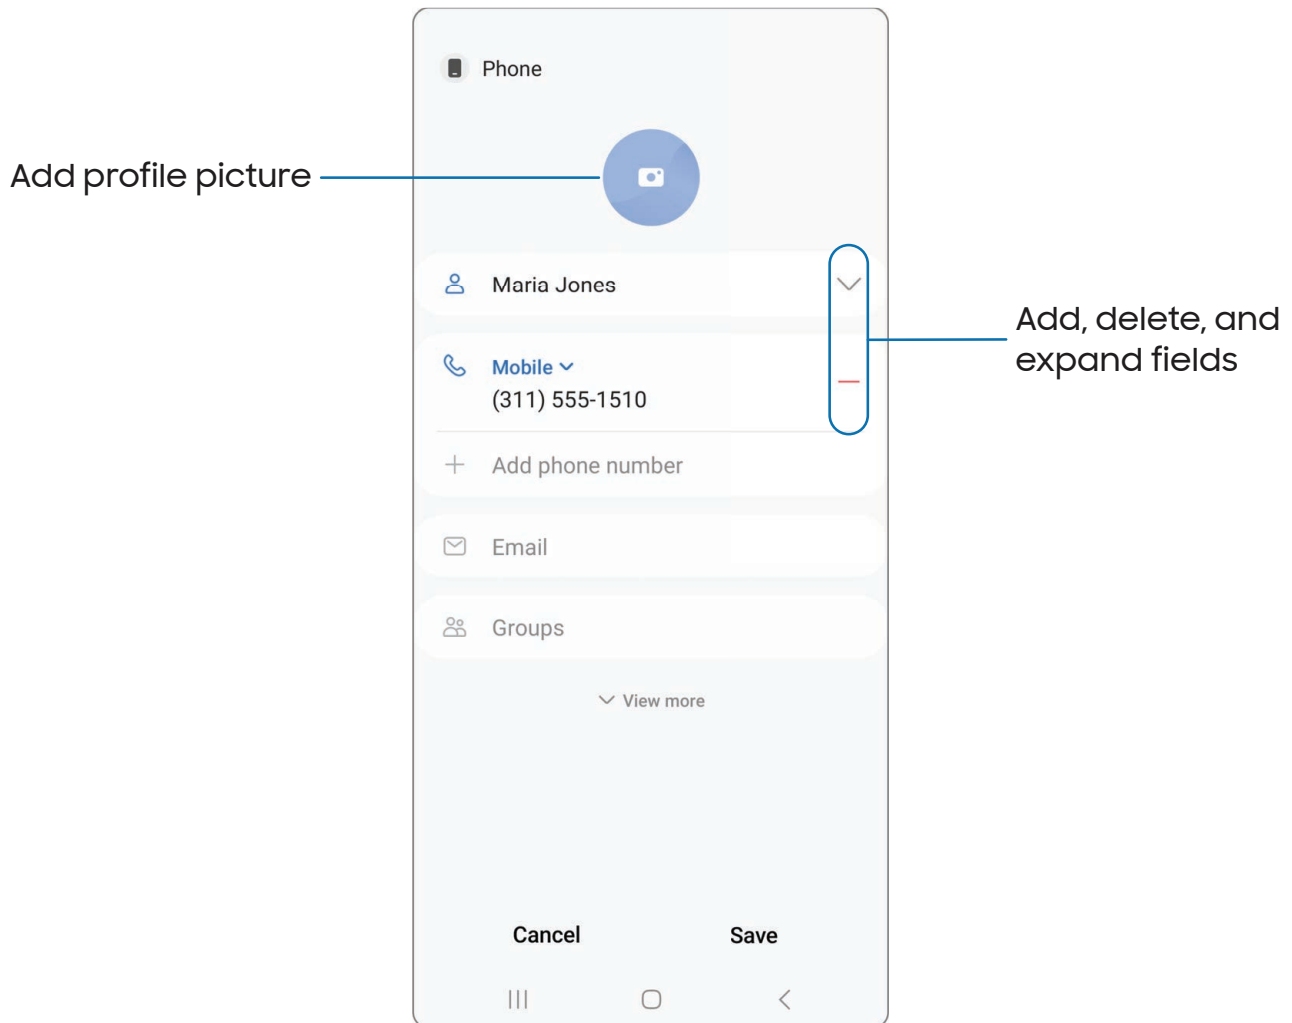 Phone
Add profile picture
Maria Jones
Add, delete, and
expand fields
Mobile
(311) 555-1510
Add phone number
Email
Groups
View more
Cancel
Save